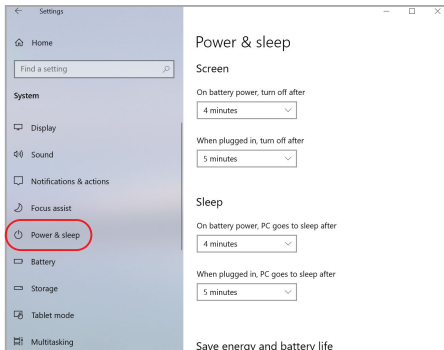 Settings
Home
Find a setting
System
Display
Sound
Notifications & actions
Focus assist
Power & sleep
Battery
Storage
Tablet mode
Multitasking
Power & sleep
Screen
On battery power, turn off after
4 minutes
When plugged in, turn off after
5 minutes
Sleep
On battery power, PC goes to sleep after
4 minutes
When plugged in, PC goes to sleep after
5 minutes
Save energy and battery life